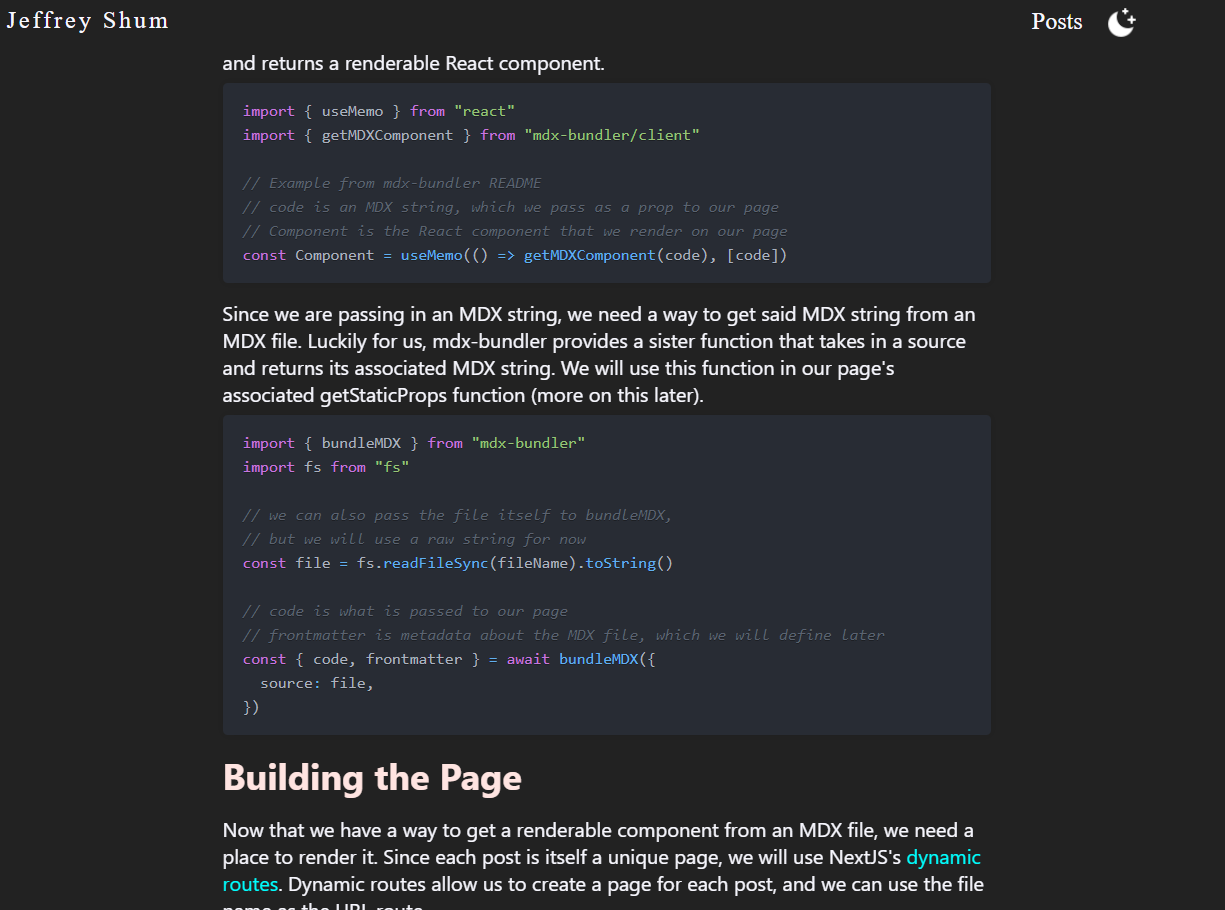 Jeffrey Shum
Posts
and returns a renderable React component.
import { useMemo } from "react"
import { getMDXComponent } from "mdx-bundler/client"
// Example from mdx-bundler README
// code is an MDX string, which we pass as a prop to our page
// Component is the React component that we render on our page
const Component = useMemo(() => getMDXComponent(code), [code])
Since we are passing in an MDX string, we need a way to get said MDX string from an
MDX file. Luckily for us, mdx-bundler provides a sister function that takes in a source
and returns its associated MDX string. We will use this function in our page's
associated getStaticProps function (more on this later).
import { bundleMDX } from "mdx-bundler"
import fs from "fs"
// we can also pass the file itself to bundleMDX,
// but we will use a raw string for now
const file = fs.readFileSync(fileName).toString()
// code is what is passed to our page
// frontmatter is metadata about the MDX file, which we will define later
const { code, frontmatter } = await bundleMDX({
  source: file,
})
Building the Page
Now that we have a way to get a renderable component from an MDX file, we need a
place to render it. Since each post is itself a unique page, we will use NextJS's dynamic
routes. Dynamic routes allow us to create a page for each post, and we can use the file
name as the URL route.